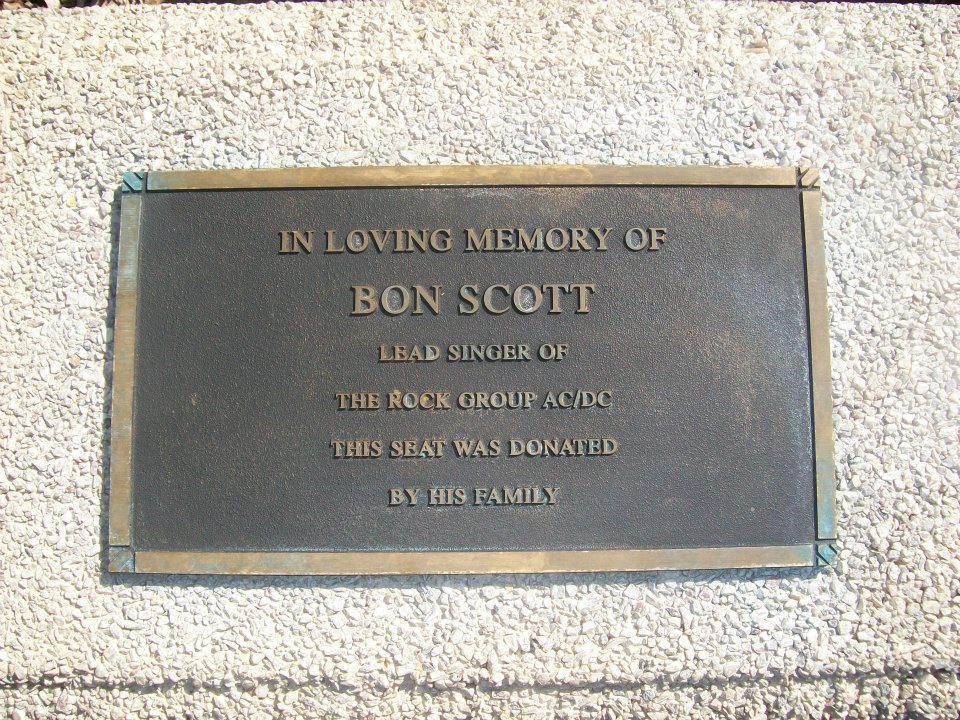 IN LOVING MEMORY OF
BON SCOTT
LEAD SINGER OF
THE ROCK GROUP AC/DC
THIS SEAT WAS DONATED
BY HIS FAMILY